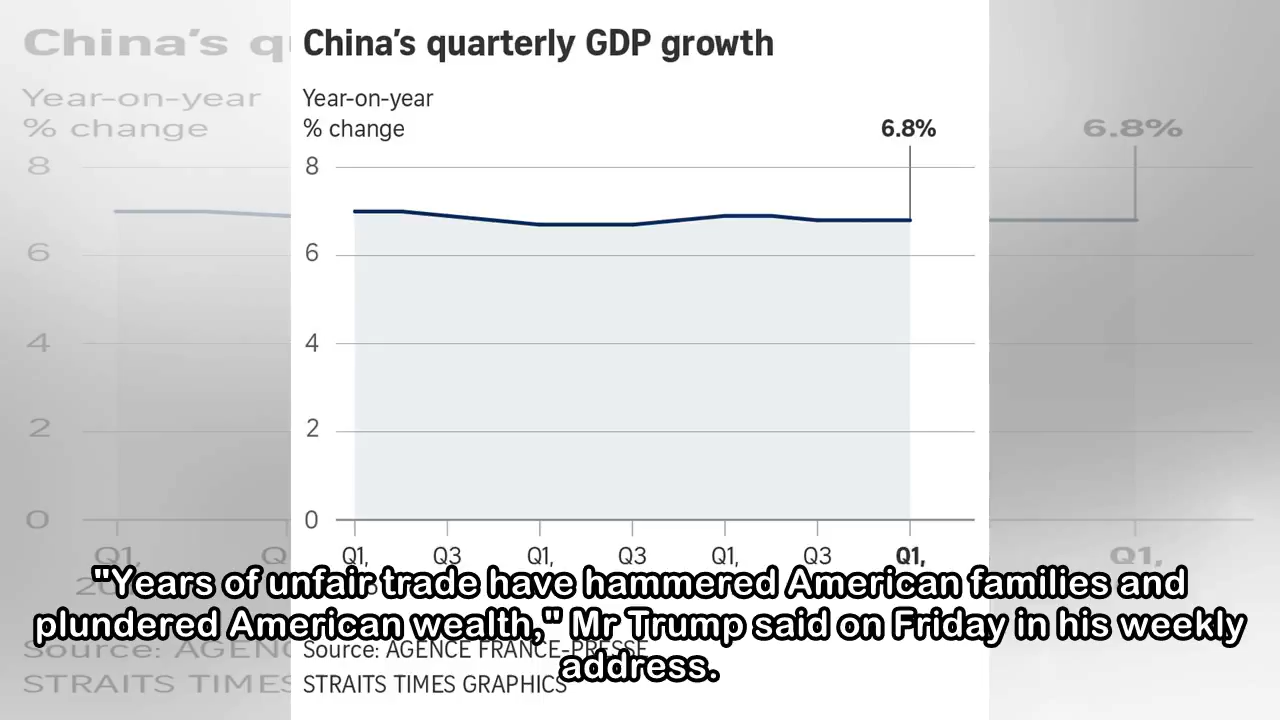 China's quarterly GDP growth
Year-on-year
% change
6.8%
8
6
4
2
0
Q1, Q3 Q1, Q3 Q1, Q3 Q1,
"Years of unfair trade have hammered American families and
plundered American wealth," Mr Trump said on Friday in his weekly
address.
Source: AGENCE FRANCE-PRESSE
STRAITS TIMES GRAPHICS